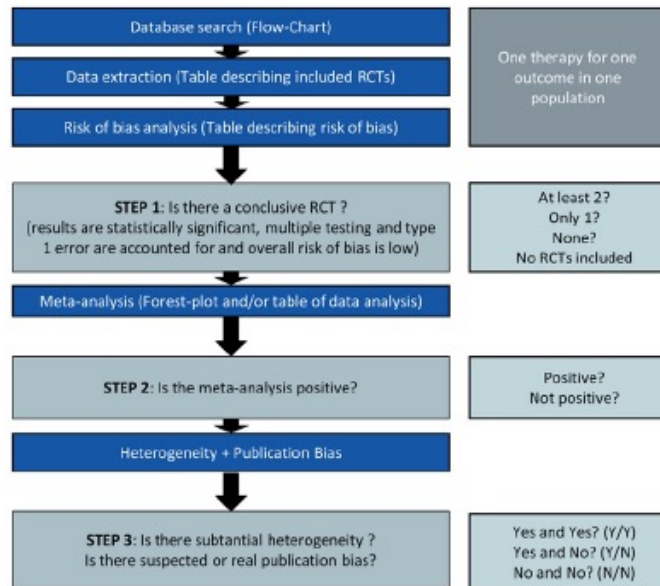 Database search (Flow-Chart)
Data extraction (Table describing included RCTs)
Risk of bias analysis (Table describing risk of bias)
One therapy for one
outcome in one
population
STEP 1: Is there a conclusive RCT ?
(results are statistically significant, multiple testing and type
1 error are accounted for and overall risk of bias is low)
At least 2?
Only 1?
None?
No RCTs included
Meta-analysis (Forest-plot and/or table of data analysis)
STEP 2: Is the meta-analysis positive?
Positive?
Not positive?
Heterogeneity + Publication Bias
STEP 3: Is there subtantial heterogeneity ?
Is there suspected or real publication bias?
Yes and Yes? (Y/Y)
Yes and No? (Y/N)
No and No? (N/N)